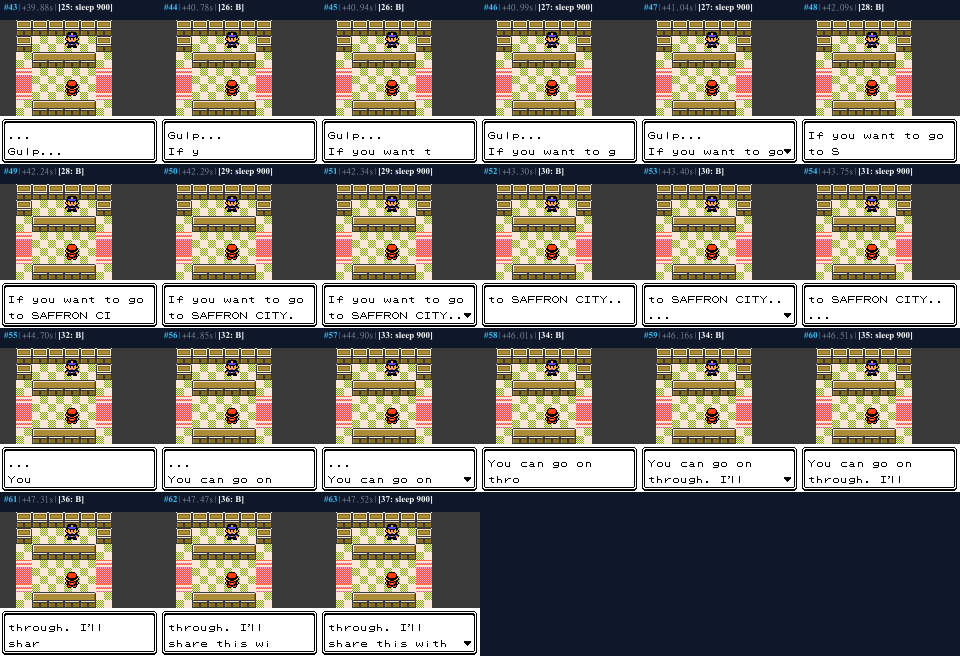 #43|+39.88s|[25: sleep 900]
...
Gulp...
#44|+40.78s|[26: B]
Gulp...
If y
#45|+40.94s|[26: B]
Gulp...
If you want t
#46|+40.99s|[27: sleep 900]
Gulp...
If you want to g
#47|+41.04s|[27: sleep 900]
Gulp...
If you want to go▼
#48|+42.09s|[28: B]
If you want to go
to S
#49|+42.24s|[28: B]
If you want to go
to SAFFRON CI
#50|+42.29s|[29: sleep 900]
If you want to go
to SAFFRON CITY.
#51|+42.34s|[29: sleep 900]
If you want to go
to SAFFRON CITY..▼
#52|+43.30s|[30: B]
to SAFFRON CITY..
#53|+43.40s|[30: B]
to SAFFRON CITY..
... ▼
#54|+43.75s|[31: sleep 900]
to SAFFRON CITY..
...
#55|+44.70s|[32: B]
...
You
#56|+44.85s|[32: B]
...
You can go on
#57|+44.90s|[33: sleep 900]
...
You can go on ▼
#58|+46.01s|[34: B]
You can go on
thro
#59|+46.16s|[34: B]
You can go on
through. I'll ▼
#60|+46.51s|[35: sleep 900]
You can go on
through. I'll
#61|+47.31s|[36: B]
through. I'll
shar
#62|+47.47s|[36: B]
through. I'll
share this wi
#63|+47.52s|[37: sleep 900]
through. I'll
share this with ▼